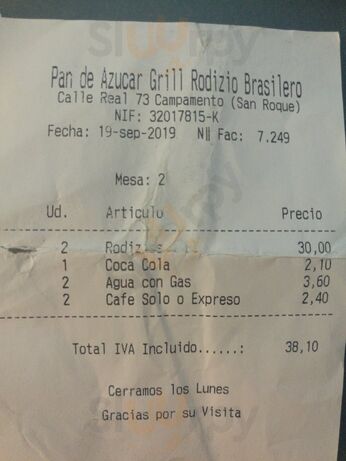 Pan de Azucar Grill Rodizio Brasilero
Calle Real 73 Campamento (San Roque)
NIF: 32017815-K
Fecha: 19-sep-2019 Nº Fac: 7.249
Mesa: 2
Ud. Articulo Precio
2 30,00
1 Coca Cola 2,10
2 Agua con Gas 3,60
2 Cafe Solo o Expreso 2,40
Total IVA Incluido......: 38,10
Cerramos los Lunes
Gracias por su Visita